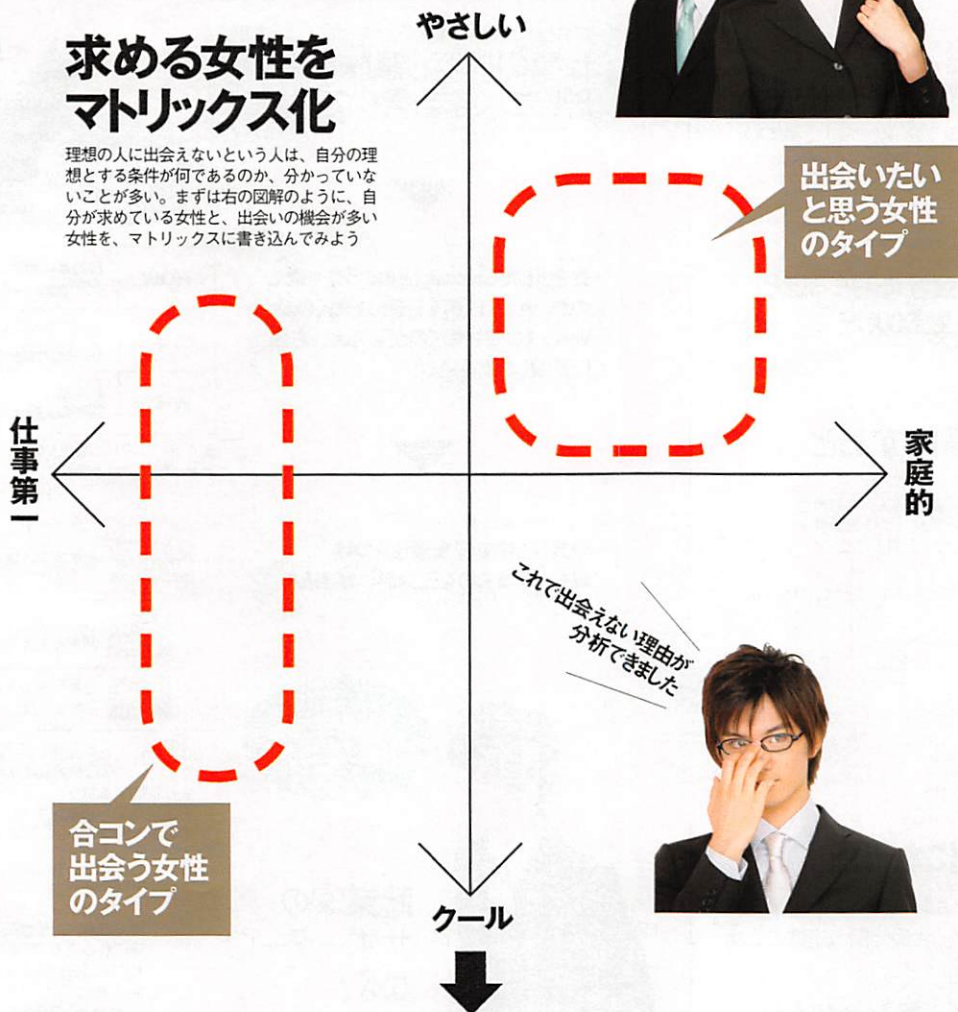 やさしい
求める女性を
マトリックス化
理想の人に出会えないという人は、自分の理
想とする条件が何であるのか、分かっていな
いことが多い。まずは右の図解のように、自
分が求めている女性と、出会いの機会が多い
女性を、マトリックスに書き込んでみよう
出会いたい
と思う女性
のタイプ
仕事第一
家庭的
これで出会えない理由が
分析できました
合コンで
出会う女性
のタイプ
クール